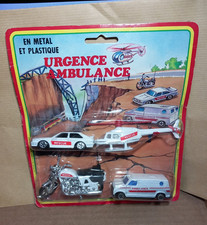 EN METAL
ET PLASTIQUE
URGENCE
AMBULANCE